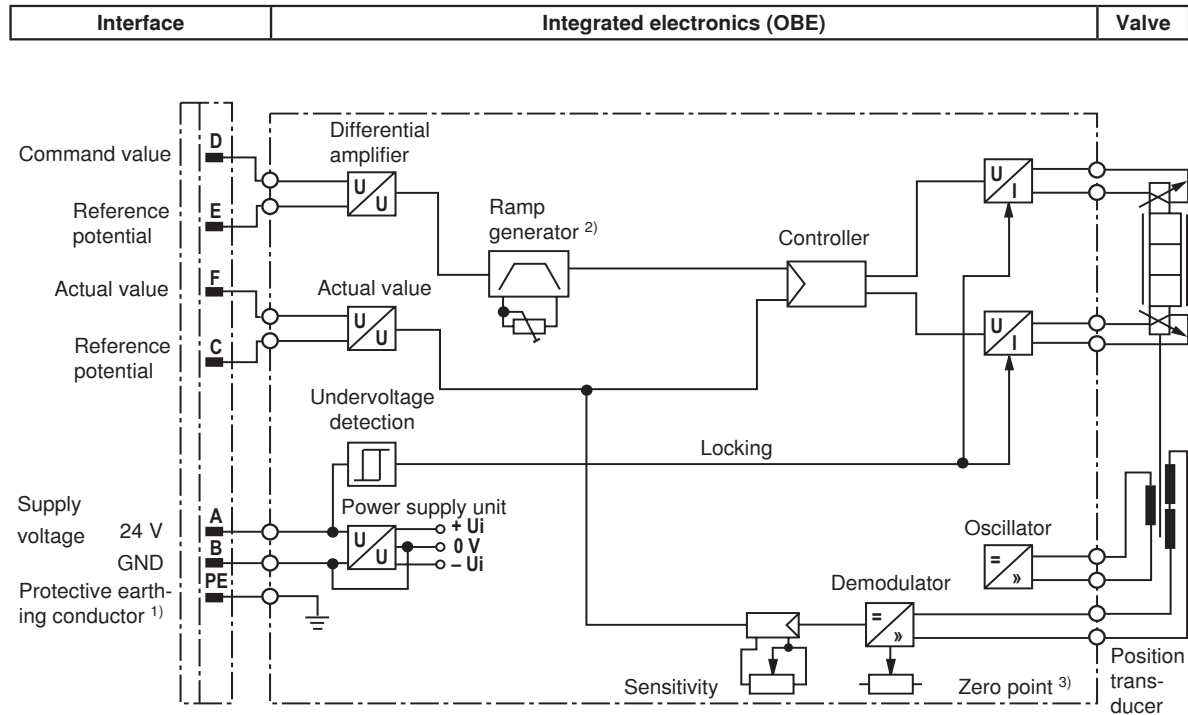 Interface
Integrated electronics (OBE)
Valve
D
Differential
amplifier
Command value
U
U
U
I
E
Reference
potential
Ramp
generator 2)
Controller
F
Actual value
Actual value
U
U
U
I
C
Reference
potential
Undervoltage
detection
Locking
Supply
voltage
24 V
A
Power supply unit
+ Ui
0 V
– Ui
U
U
B
GND
Oscillator
=
»
PE
Protective earth-
ing conductor 1)
Demodulator
=
»
Sensitivity
Zero point 3)
Position
trans-
ducer